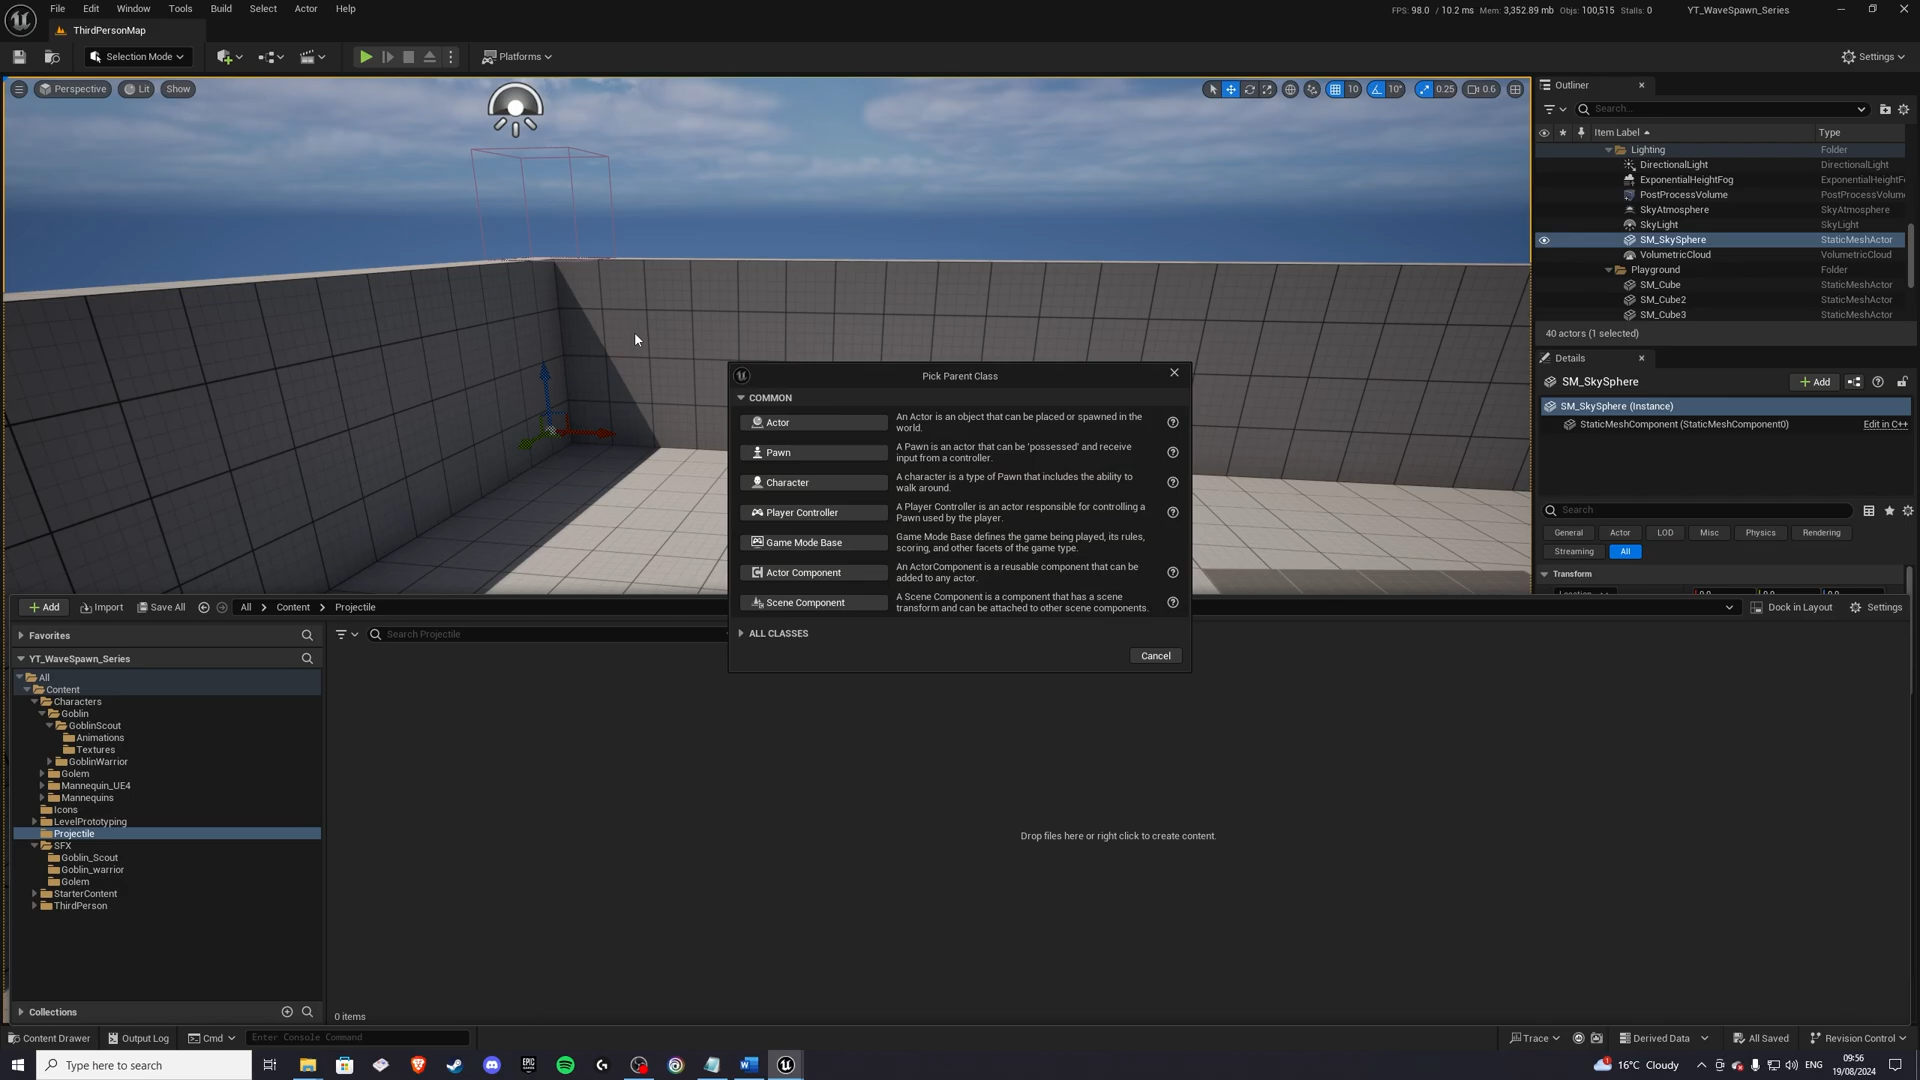 File Edit View Window Tools Build Select Actor Help
FPS: 98.0 / 10.2 ms Mem: 3,352.89 mb Objs: 100,515 Stalls: 0 YT_WaveSpawn_Series
ThirdPersonMap
Selection Mode Platforms Settings
Perspective Lit Show 10 10° 0.25 0.6
Outliner
Search...
Item Label Type
Lighting Folder
DirectionalLight DirectionalLight
ExponentialHeightFog ExponentialHeightF
PostProcessVolume PostProcessVolum
SkyAtmosphere SkyAtmosphere
SkyLight SkyLight
SM_SkySphere StaticMeshActor
VolumetricCloud VolumetricCloud
Playground Folder
SM_Cube StaticMeshActor
SM_Cube2 StaticMeshActor
SM_Cube3 StaticMeshActor
40 actors (1 selected)
Details
SM_SkySphere Add
SM_SkySphere (Instance)
StaticMeshComponent (StaticMeshComponent0) Edit in C++
Search
General Actor LOD Misc Physics Rendering
Streaming All
Transform
Pick Parent Class
COMMON
Actor An Actor is an object that can be placed or spawned in the
world.
Pawn A Pawn is an actor that can be 'possessed' and receive
input from a controller.
Character A character is a type of Pawn that includes the ability to
walk around.
Player Controller A Player Controller is an actor responsible for controlling a
Pawn used by the player.
Game Mode Base Game Mode Base defines the game being played, its rules,
scoring, and other facets of the game type.
Actor Component An ActorComponent is a reusable component that can be
added to any actor.
Scene Component A Scene Component is a component that has a scene
transform and can be attached to other scene components.
ALL CLASSES
Cancel
Add Import Save All All > Content > Projectile Dock in Layout Settings
Favorites
Search Projectile
YT_WaveSpawn_Series
All
Content
Characters
Goblin
GoblinScout
Animations
Textures
GoblinWarrior
Golem
Mannequin_UE4
Mannequins
Icons
LevelPrototyping
Projectile
SFX
Goblin_Scout
Goblin_warrior
Golem
StarterContent
ThirdPerson
Drop files here or right click to create content.
Collections
0 items
Content Drawer Output Log Cmd Enter Console Command Trace Derived Data All Saved Revision Control
Type here to search
16°C Cloudy ENG
09:56
19/08/2024